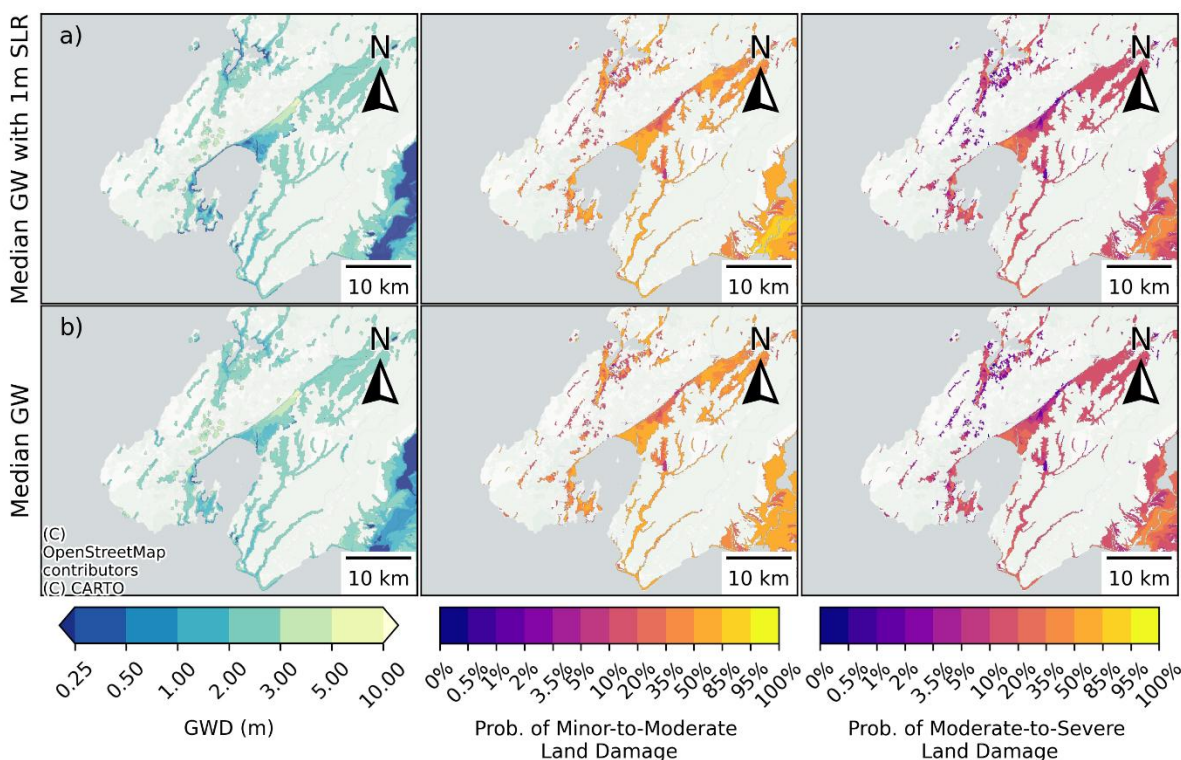 Median GW with 1m SLR
a)
N
10 km
N
10 km
N
10 km
Median GW
b)
N
10 km
N
10 km
N
10 km
(C)
OpenStreetMap
contributors
(C) CARTO
0.25 0.50 1.00 2.00 3.00 5.00 10.00
GWD (m)
0% 0.5% 1% 2% 3.5% 5% 10% 20% 35% 50% 85% 95% 100%
Prob. of Minor-to-Moderate
Land Damage
0% 0.5% 1% 2% 3.5% 5% 10% 20% 35% 50% 85% 95% 100%
Prob. of Moderate-to-Severe
Land Damage